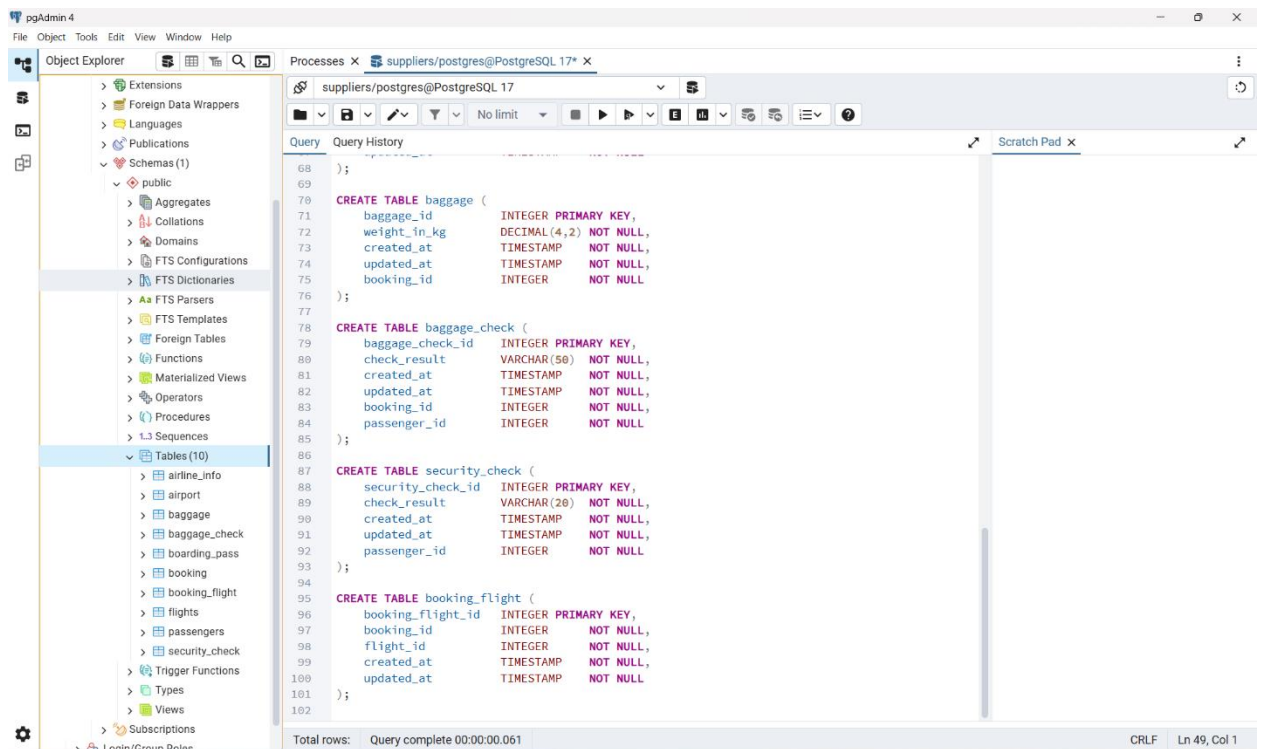 pgAdmin 4
File Object Tools Edit View Window Help
Object Explorer
Extensions
Foreign Data Wrappers
Languages
Publications
Schemas (1)
public
Aggregates
Collations
Domains
FTS Configurations
FTS Dictionaries
Aa FTS Parsers
FTS Templates
Foreign Tables
Functions
Materialized Views
Operators
Procedures
1..3 Sequences
Tables (10)
airline_info
airport
baggage
baggage_check
boarding_pass
booking
booking_flight
flights
passengers
security_check
Trigger Functions
Types
Views
Subscriptions
Login/Group Roles
Processes X suppliers/postgres@PostgreSQL 17* X
suppliers/postgres@PostgreSQL 17
No limit
Query Query History
Scratch Pad X
updated_at TIMESTAMP NOT NULL
68 );
69
70 CREATE TABLE baggage (
71 baggage_id INTEGER PRIMARY KEY,
72 weight_in_kg DECIMAL(4,2) NOT NULL,
73 created_at TIMESTAMP NOT NULL,
74 updated_at TIMESTAMP NOT NULL,
75 booking_id INTEGER NOT NULL
76 );
77
78 CREATE TABLE baggage_check (
79 baggage_check_id INTEGER PRIMARY KEY,
80 check_result VARCHAR(50) NOT NULL,
81 created_at TIMESTAMP NOT NULL,
82 updated_at TIMESTAMP NOT NULL,
83 booking_id INTEGER NOT NULL,
84 passenger_id INTEGER NOT NULL
85 );
86
87 CREATE TABLE security_check (
88 security_check_id INTEGER PRIMARY KEY,
89 check_result VARCHAR(20) NOT NULL,
90 created_at TIMESTAMP NOT NULL,
91 updated_at TIMESTAMP NOT NULL,
92 passenger_id INTEGER NOT NULL
93 );
94
95 CREATE TABLE booking_flight (
96 booking_flight_id INTEGER PRIMARY KEY,
97 booking_id INTEGER NOT NULL,
98 flight_id INTEGER NOT NULL,
99 created_at TIMESTAMP NOT NULL,
100 updated_at TIMESTAMP NOT NULL
101 );
102
Total rows: Query complete 00:00:00.061
CRLF Ln 49, Col 1